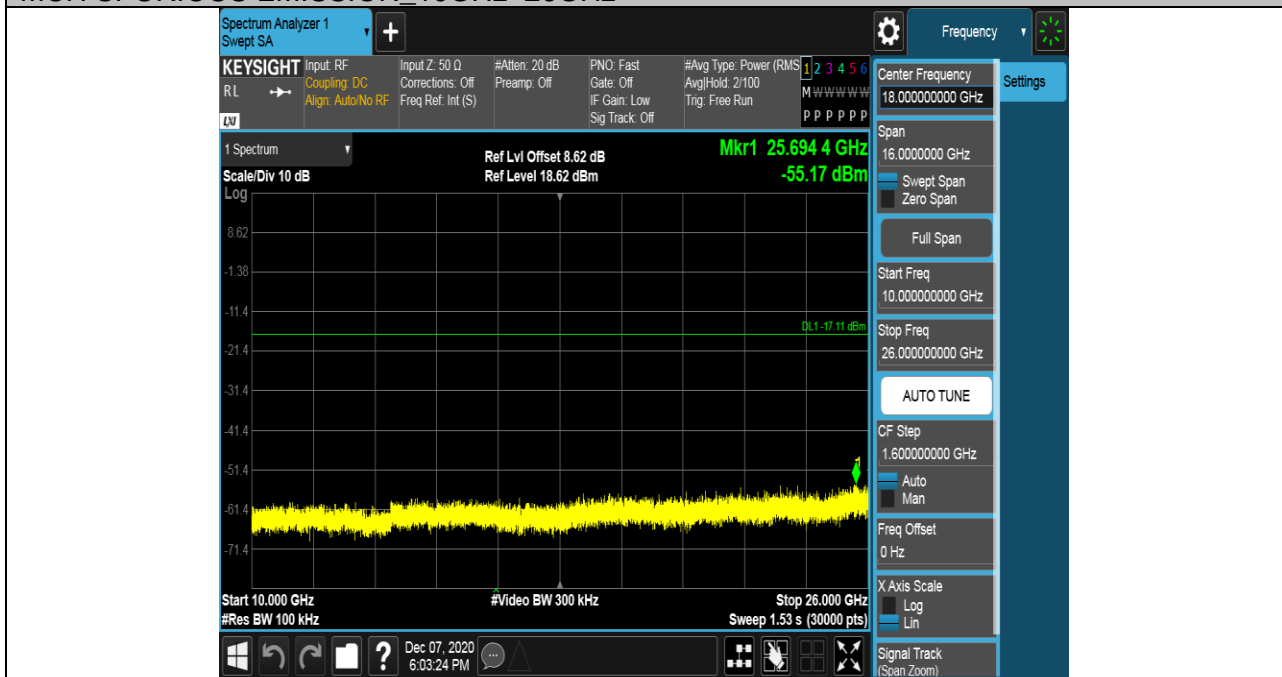 Spectrum Analyzer 1
Swept SA
+
Frequency
KEYSIGHT
RL
LXI
Input: RF
Coupling: DC
Align: Auto/No RF
Input Z: 50 Ω
Corrections: Off
Freq Ref: Int (S)
#Atten: 20 dB
Preamp: Off
PNO: Fast
Gate: Off
IF Gain: Low
Sig Track: Off
#Avg Type: Power (RMS
Avg|Hold: 2/100
Trig: Free Run
1 2 3 4 5 6
M W W W W W
P P P P P P
1 Spectrum
Scale/Div 10 dB
Log
Ref Lvl Offset 8.62 dB
Ref Level 18.62 dBm
Mkr1 25.694 4 GHz
-55.17 dBm
8.62
-1.38
-11.4
DL1 -17.11 dBm
-21.4
-31.4
-41.4
-51.4
1
-61.4
-71.4
Start 10.000 GHz
#Res BW 100 kHz
#Video BW 300 kHz
Stop 26.000 GHz
Sweep 1.53 s (30000 pts)
?
Dec 07, 2020
6:03:24 PM
Center Frequency
18.000000000 GHz
Settings
Span
16.0000000 GHz
Swept Span
Zero Span
Full Span
Start Freq
10.000000000 GHz
Stop Freq
26.000000000 GHz
AUTO TUNE
CF Step
1.600000000 GHz
Auto
Man
Freq Offset
0 Hz
X Axis Scale
Log
Lin
Signal Track
(Span Zoom)